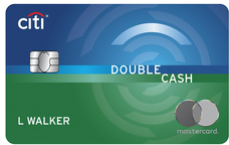 citi
DOUBLE
CASH
L WALKER
mastercard